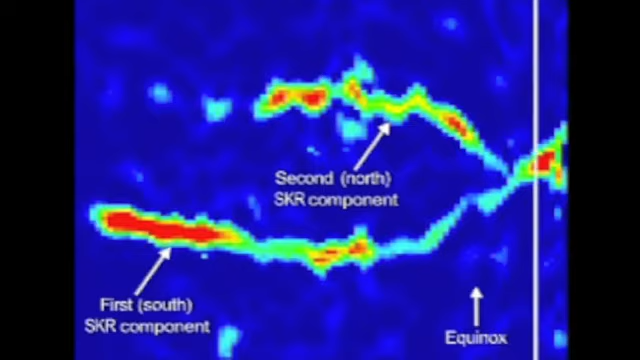 Second (north)
SKR component
First (south)
SKR component
Equinox